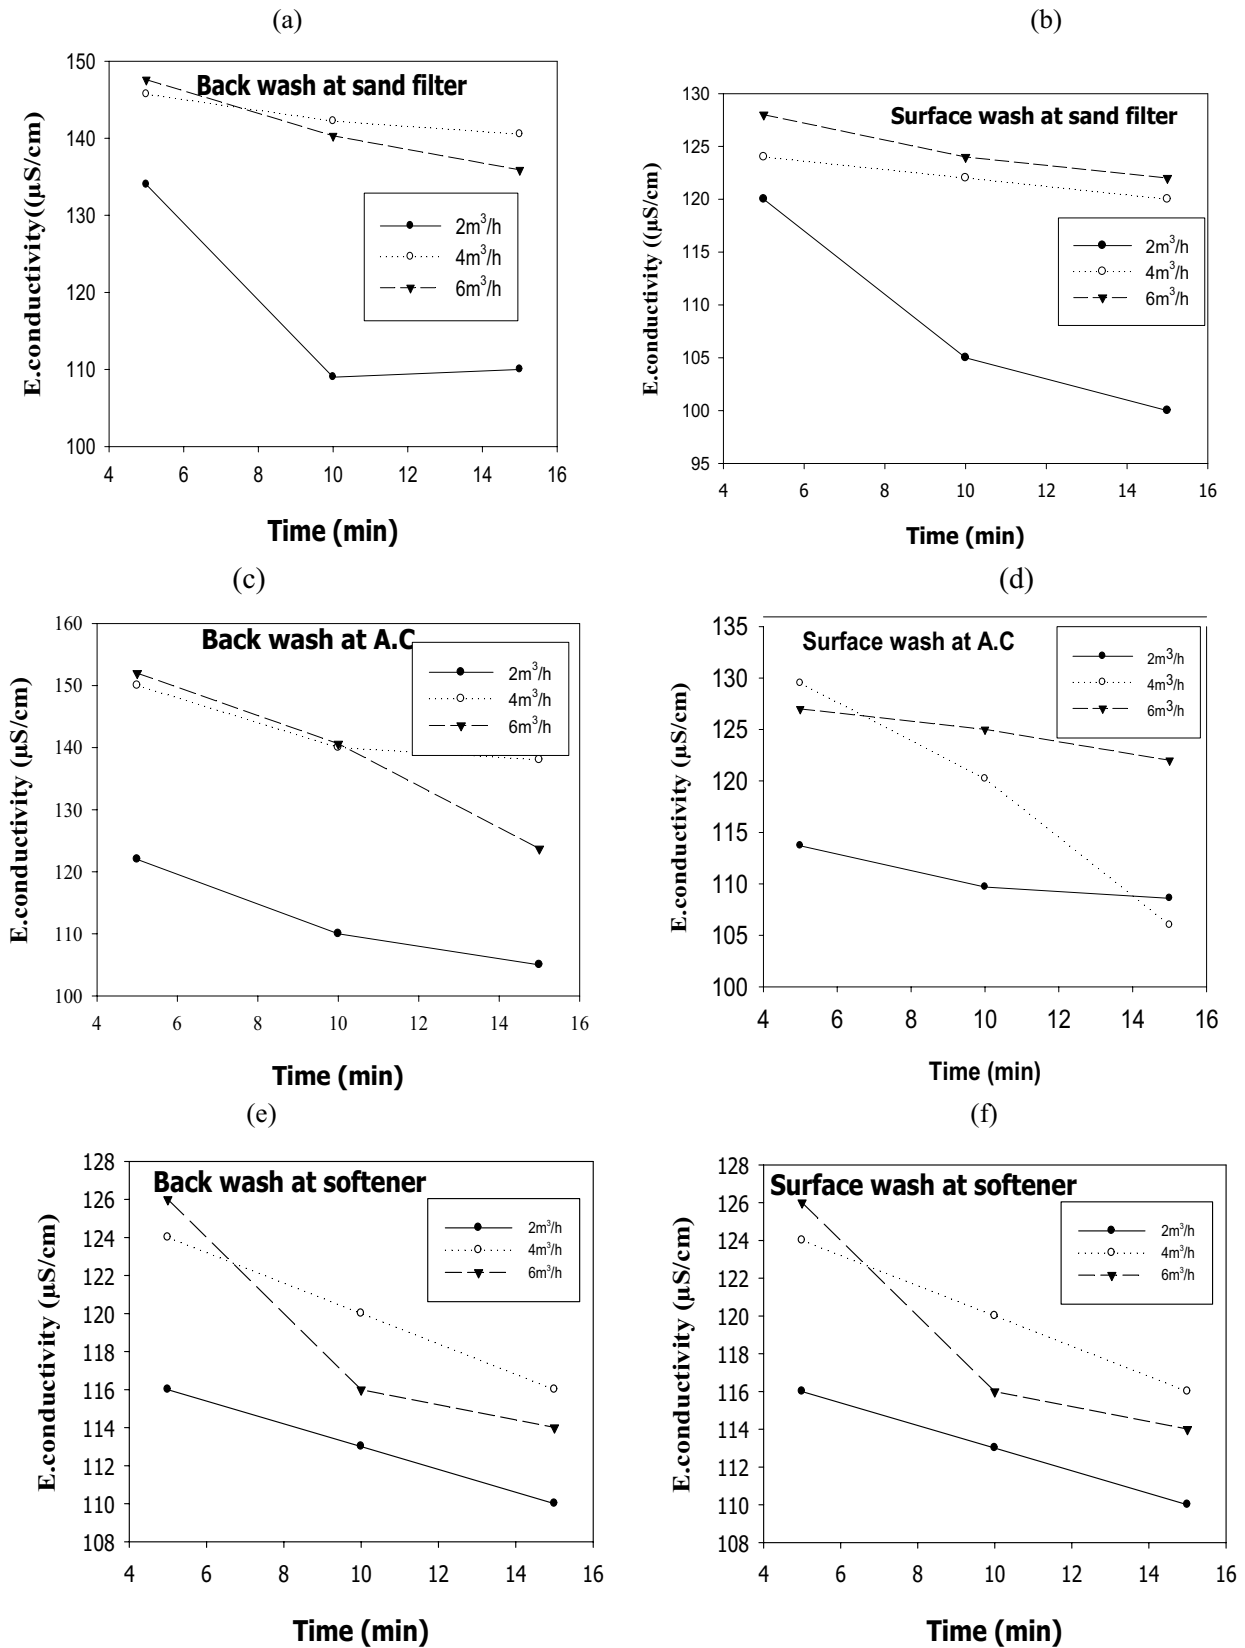 (a)
Back wash at sand filter
E.conductivity((µS/cm)
150
140
130
120
110
100
2m³/h
4m³/h
6m³/h
4 6 8 10 12 14 16
Time (min)
(b)
Surface wash at sand filter
E.conductivity ((µS/cm)
130
125
120
115
110
105
100
95
2m³/h
4m³/h
6m³/h
4 6 8 10 12 14 16
Time (min)
(c)
Back wash at A.C
E.conductivity (µS/cm)
160
150
140
130
120
110
100
2m³/h
4m³/h
6m³/h
4 6 8 10 12 14 16
Time (min)
(d)
Surface wash at A.C
E.conductivity (µS/cm)
135
130
125
120
114
110
105
100
2m³/h
4m³/h
6m³/h
4 6 8 10 12 14 16
Time (min)
(e)
Back wash at softener
E.conductivity (µS/cm)
128
126
124
122
120
118
116
114
112
110
108
2m³/h
4m³/h
6m³/h
4 6 8 10 12 14 16
Time (min)
(f)
Surface wash at softener
E.conductivity (µS/cm)
128
126
124
122
120
118
116
114
112
110
108
2m³/h
4m³/h
6m³/h
4 6 8 10 12 14 16
Time (min)